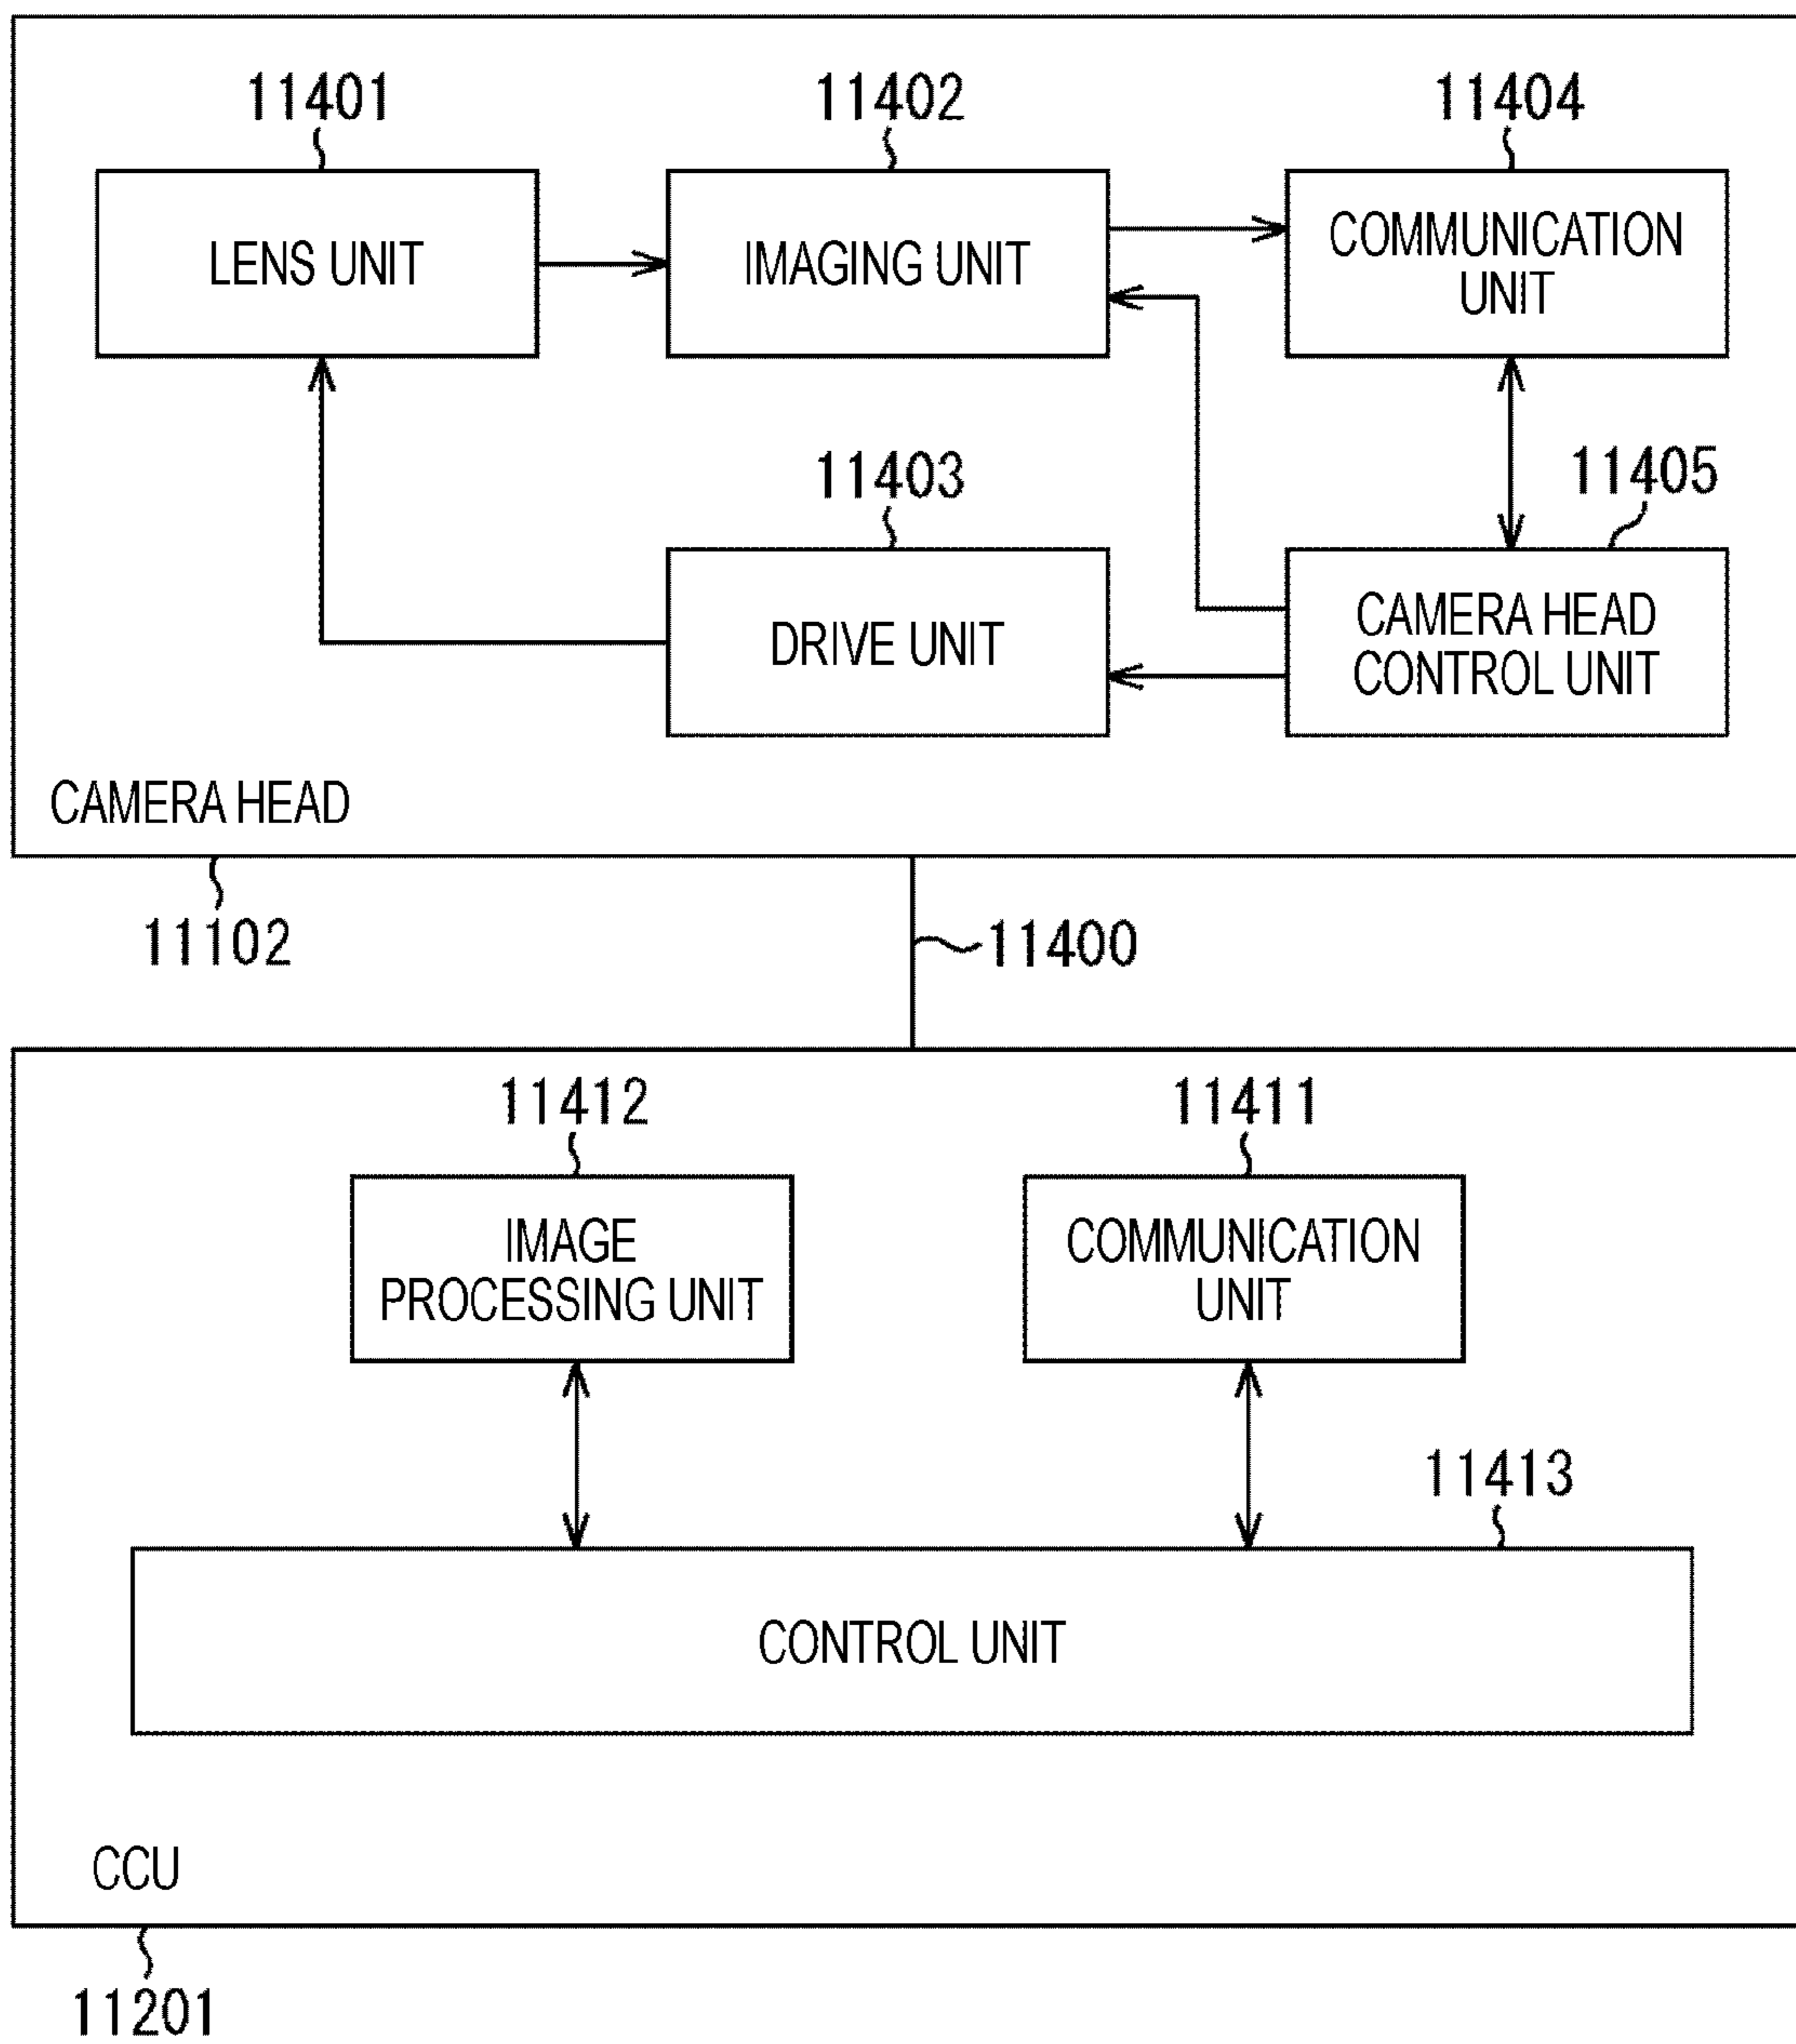 11401
11402
11404
LENS UNIT
IMAGING UNIT
COMMUNICATION
UNIT
11403
11405
DRIVE UNIT
CAMERA HEAD
CONTROL UNIT
CAMERA HEAD
11102
11400
11412
11411
IMAGE
PROCESSING UNIT
COMMUNICATION
UNIT
11413
CONTROL UNIT
CCU
11201